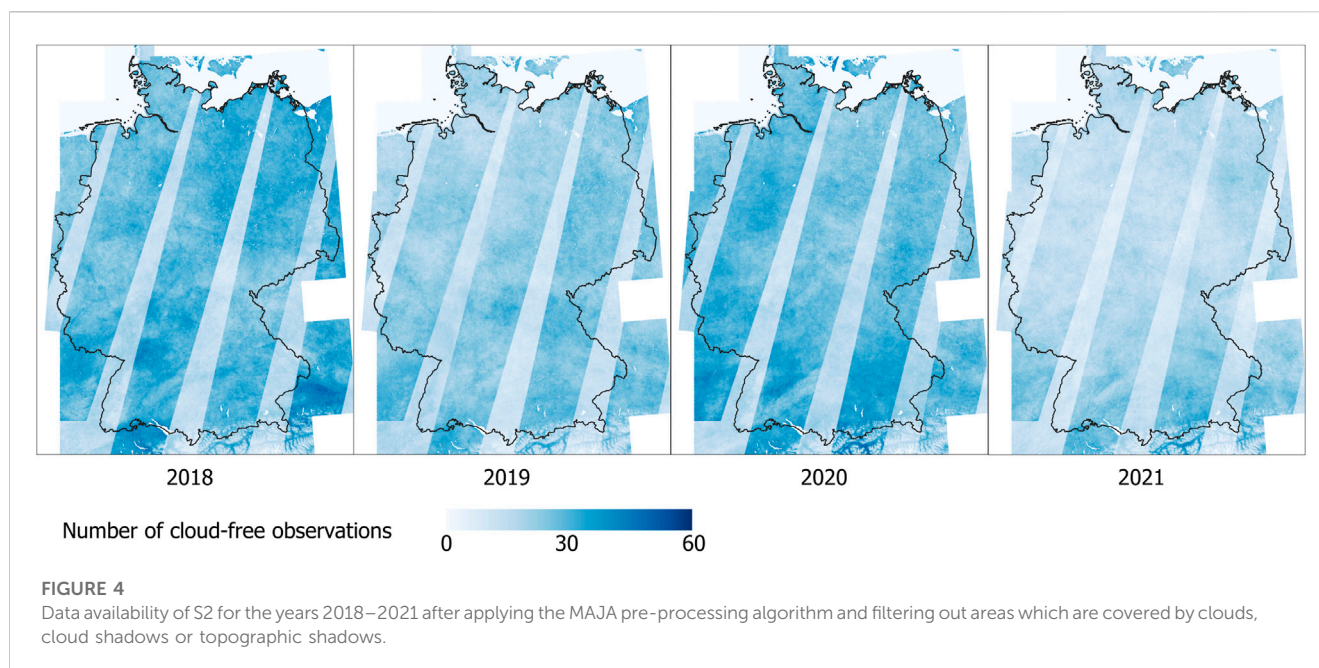 2018 2019 2020 2021
Number of cloud-free observations
0 30 60
FIGURE 4
Data availability of S2 for the years 2018–2021 after applying the MAJA pre-processing algorithm and filtering out areas which are covered by clouds,
cloud shadows or topographic shadows.